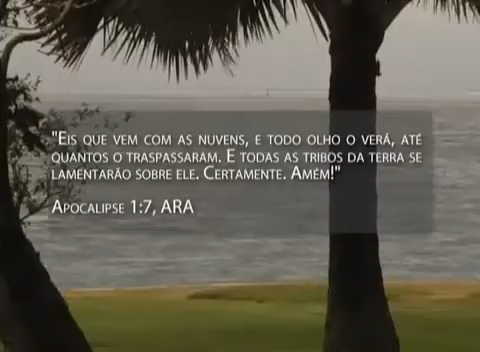 "Eis que vem com as nuvens, e todo olho o verá, até
quantos o traspassaram. E todas as tribos da terra se
lamentarão sobre ele. Certamente. Amém!"
Apocalipse 1:7, ARA